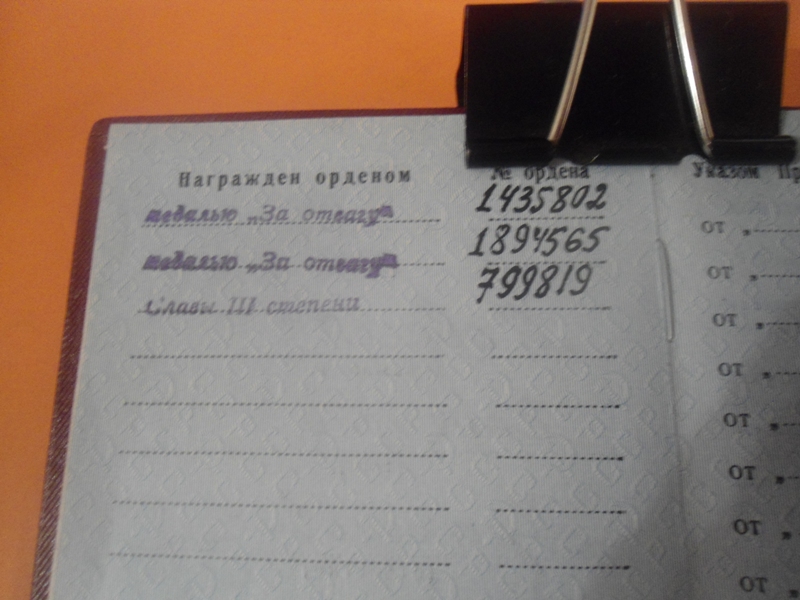 Награжден орденом № ордена Указом Пр
медалью „За отвагу" 1435802 от „
медалью „За отвагу" 1894565 от „
Славы III степени 799819 от „
от „
от „
от „
от „
от „